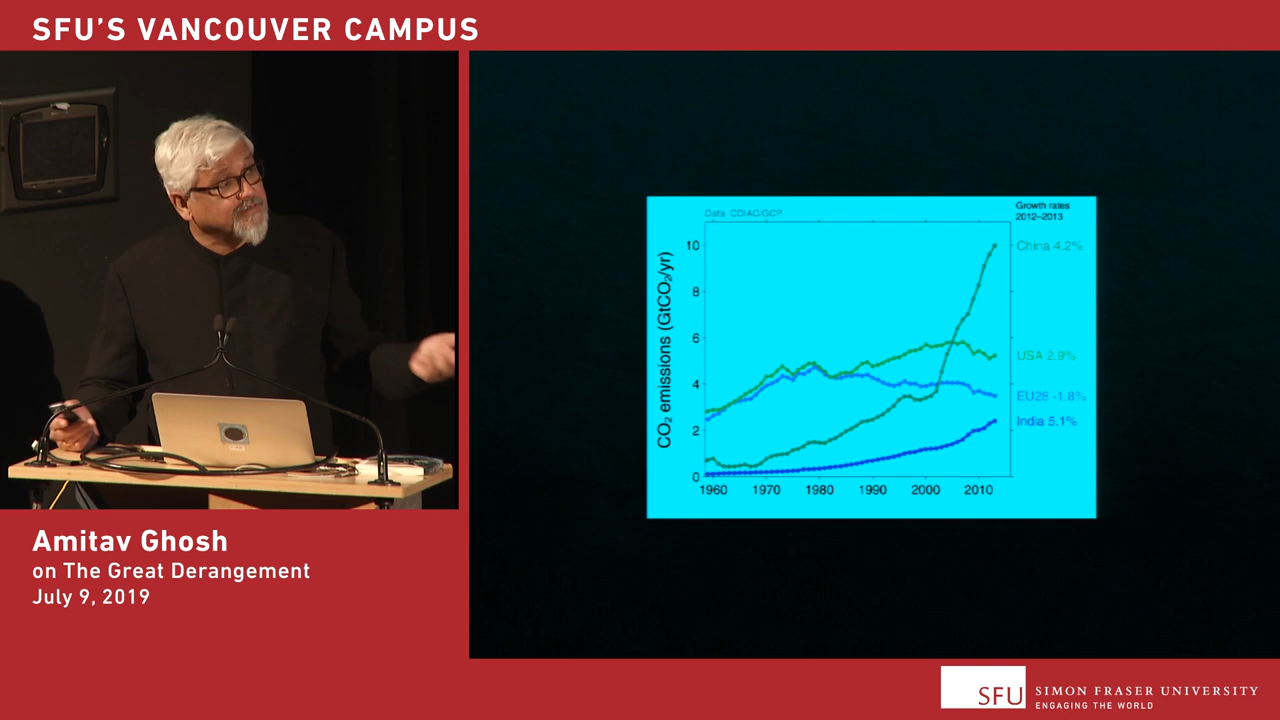 SFU'S VANCOUVER CAMPUS
Data: CDIAC/GCP
Growth rates
2012–2013
CO₂ emissions (GtCO₂/yr)
10
8
6
4
2
0
1960 1970 1980 1990 2000 2010
China 4.2%
USA 2.9%
EU28 -1.8%
India 5.1%
Amitav Ghosh
on The Great Derangement
July 9, 2019
SFU SIMON FRASER UNIVERSITY
ENGAGING THE WORLD